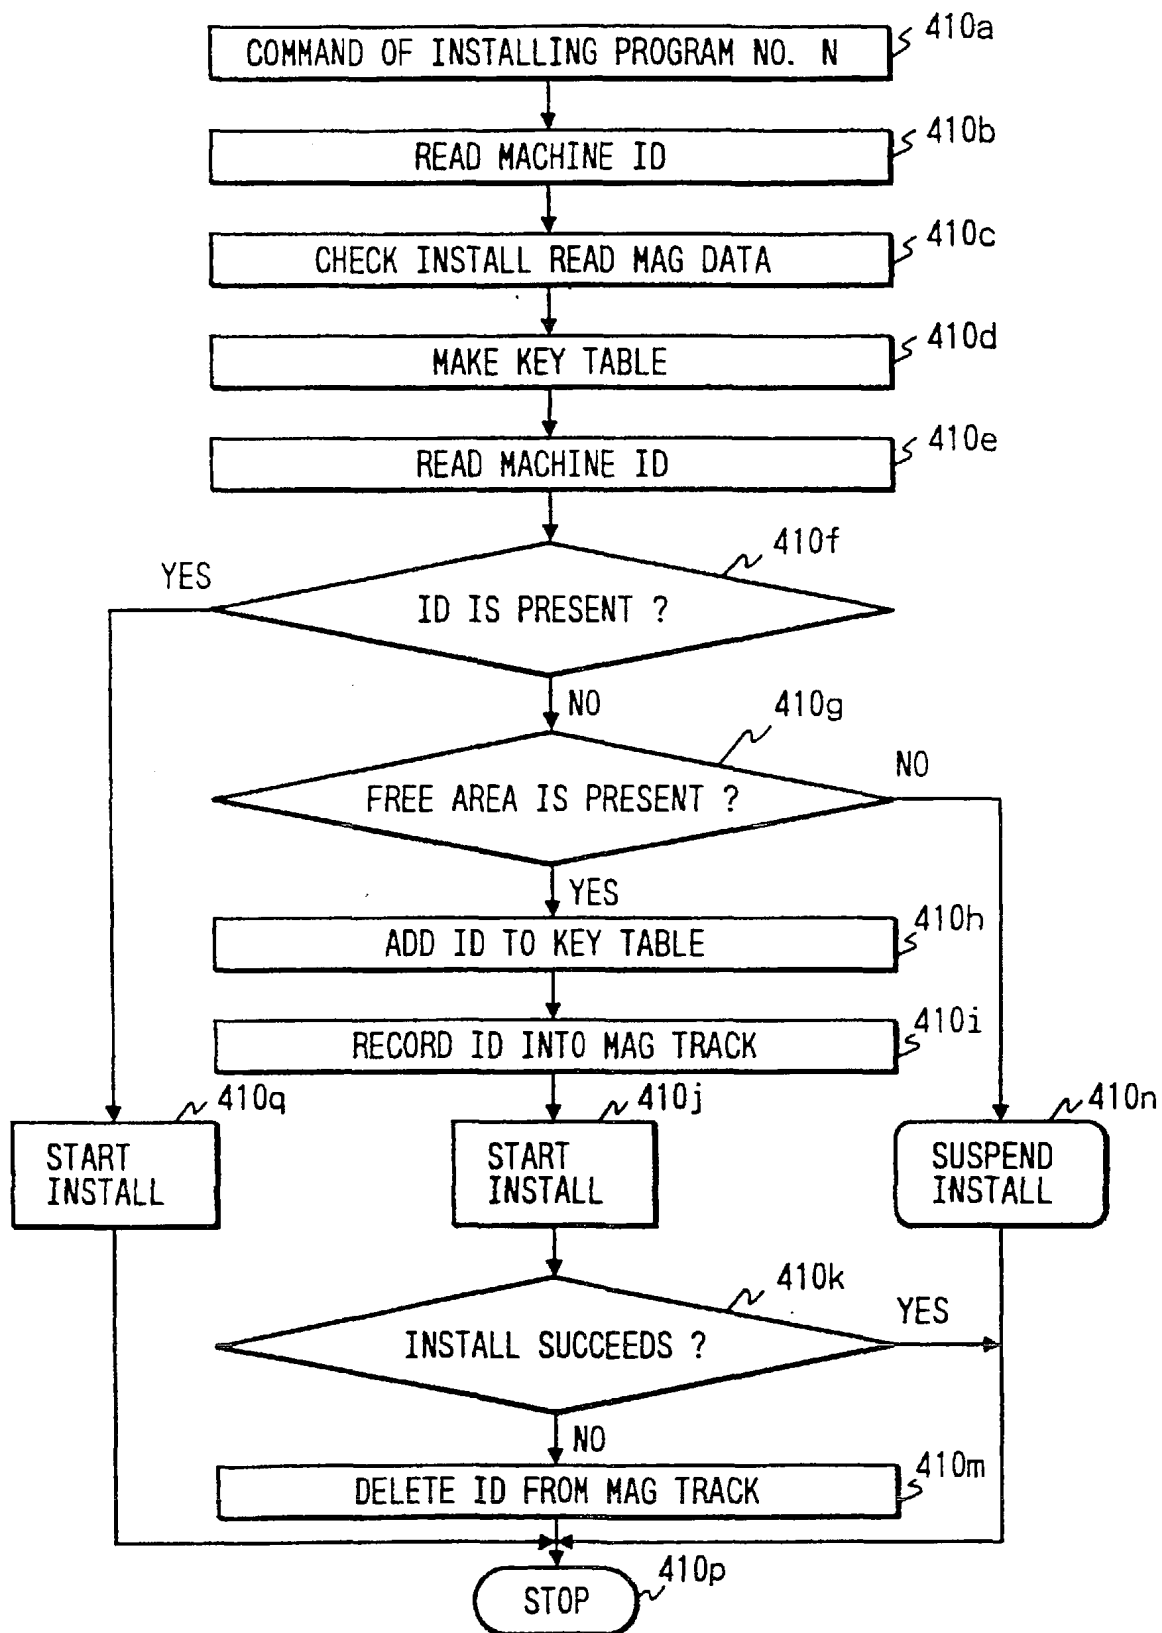 410a
COMMAND OF INSTALLING PROGRAM NO. N
410b
READ MACHINE ID
410c
CHECK INSTALL READ MAG DATA
410d
MAKE KEY TABLE
410e
READ MACHINE ID
410f
YES
ID IS PRESENT ?
NO
410g
NO
FREE AREA IS PRESENT ?
YES
410h
ADD ID TO KEY TABLE
410i
RECORD ID INTO MAG TRACK
410q
START
INSTALL
410j
START
INSTALL
410n
SUSPEND
INSTALL
410k
YES
INSTALL SUCCEEDS ?
NO
410m
DELETE ID FROM MAG TRACK
410p
STOP